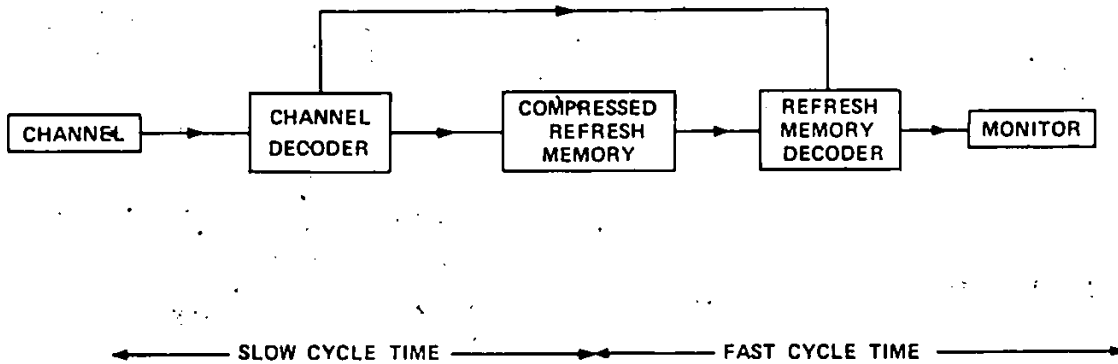 CHANNEL
CHANNEL
DECODER
COMPRESSED
REFRESH
MEMORY
REFRESH
MEMORY
DECODER
MONITOR
SLOW CYCLE TIME
FAST CYCLE TIME